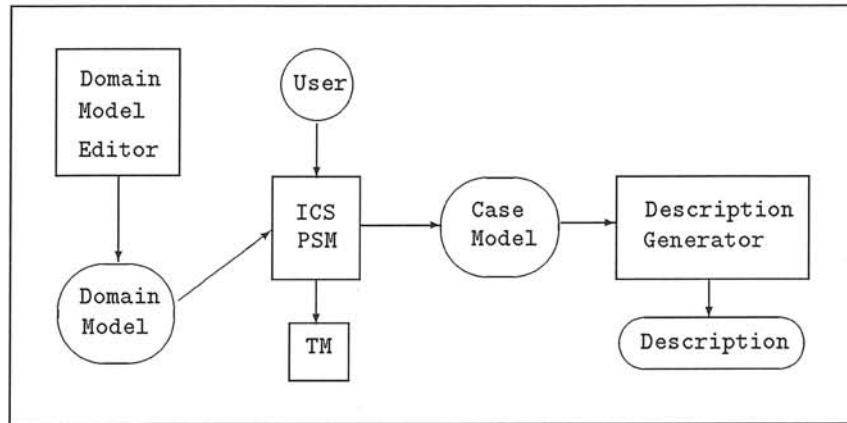 Domain
Model
Editor
User
ICS
PSM
Case
Model
Description
Generator
Domain
Model
TM
Description